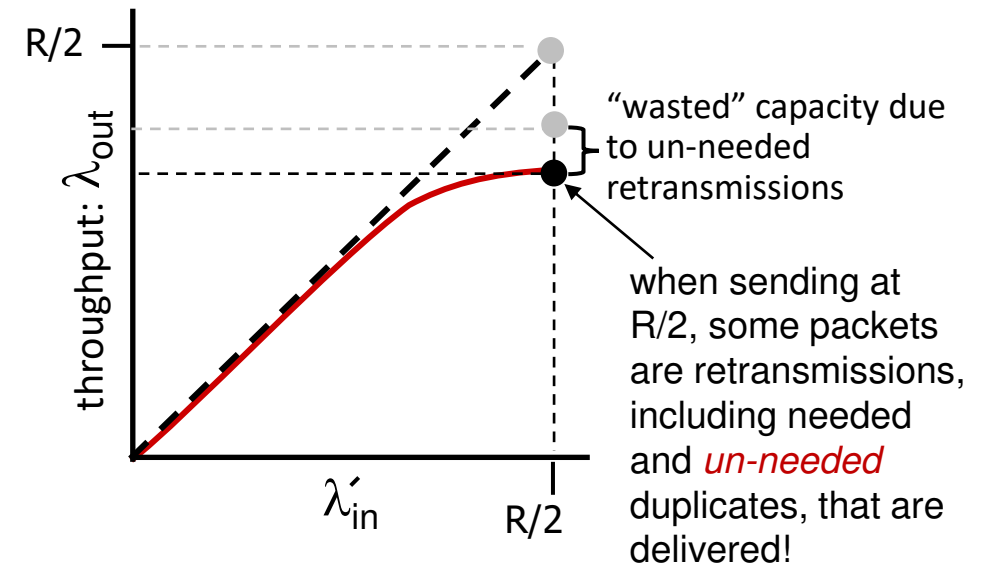 R/2
throughput: λout
“wasted” capacity due
to un-needed
retransmissions
when sending at
R/2, some packets
are retransmissions,
including needed
and un-needed
duplicates, that are
delivered!
λ′in
R/2